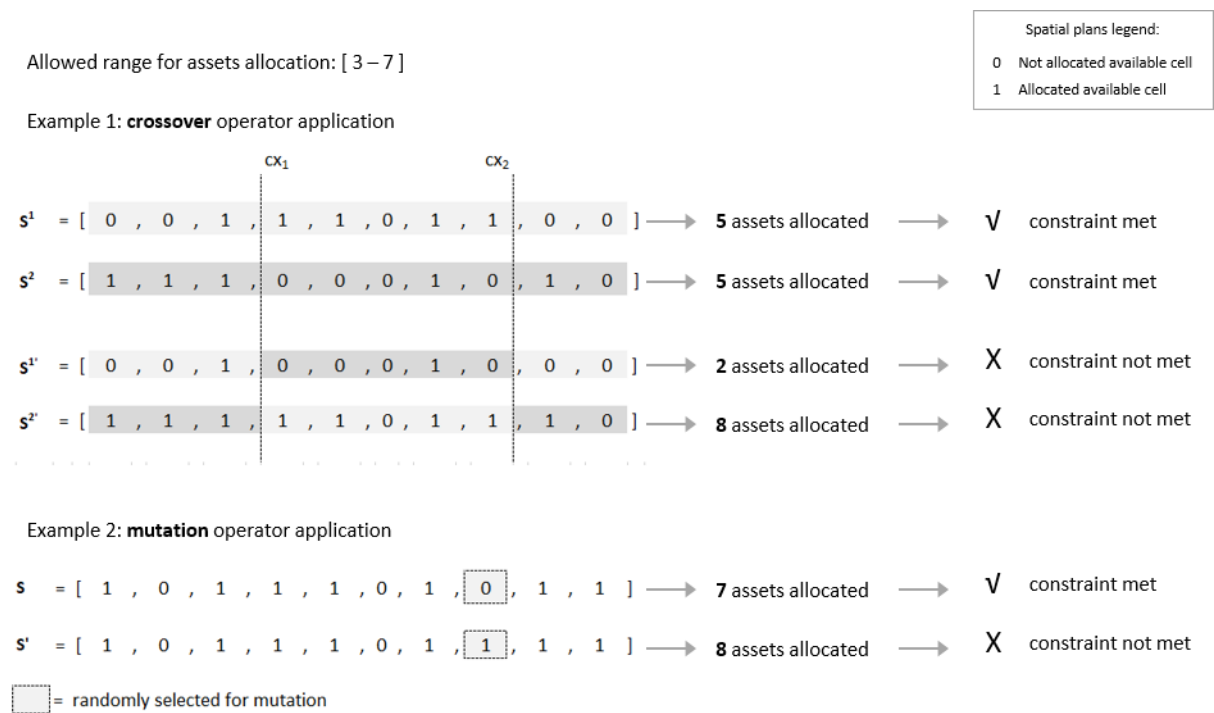 Spatial plans legend:
0 Not allocated available cell
1 Allocated available cell
Allowed range for assets allocation: [ 3 – 7 ]
Example 1: crossover operator application
cx₁ cx₂
S¹ = [ 0 , 0 , 1 , 1 , 1 , 0 , 1 , 1 , 0 , 0 ] → 5 assets allocated → √ constraint met
S² = [ 1 , 1 , 1 , 0 , 0 , 0 , 1 , 0 , 1 , 0 ] → 5 assets allocated → √ constraint met
S¹' = [ 0 , 0 , 1 , 0 , 0 , 0 , 1 , 0 , 0 , 0 ] → 2 assets allocated → X constraint not met
S²' = [ 1 , 1 , 1 , 1 , 1 , 0 , 1 , 1 , 1 , 0 ] → 8 assets allocated → X constraint not met
Example 2: mutation operator application
S = [ 1 , 0 , 1 , 1 , 1 , 0 , 1 , 0 , 1 , 1 ] → 7 assets allocated → √ constraint met
S' = [ 1 , 0 , 1 , 1 , 1 , 0 , 1 , 1 , 1 , 1 ] → 8 assets allocated → X constraint not met
= randomly selected for mutation